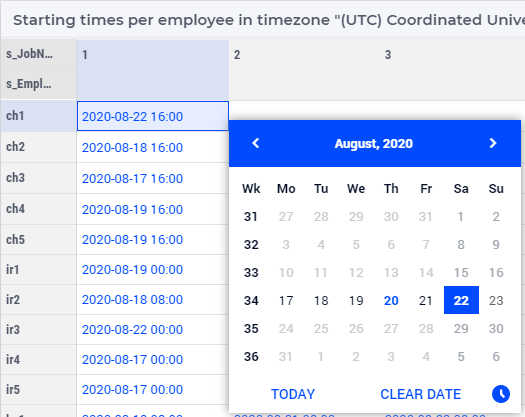 Starting times per employee in timezone "(UTC) Coordinated Unive
s_JobN... 1 2 3
s_Empl...
ch1 2020-08-22 16:00
ch2 2020-08-18 16:00
ch3 2020-08-17 16:00
ch4 2020-08-19 16:00
ch5 2020-08-19 16:00
ir1 2020-08-19 00:00
ir2 2020-08-18 08:00
ir3 2020-08-22 00:00
ir4 2020-08-17 00:00
ir5 2020-08-17 00:00
August, 2020
Wk Mo Tu We Th Fr Sa Su
31 27 28 29 30 31 1 2
32 3 4 5 6 7 8 9
33 10 11 12 13 14 15 16
34 17 18 19 20 21 22 23
35 24 25 26 27 28 29 30
36 31 1 2 3 4 5 6
TODAY CLEAR DATE